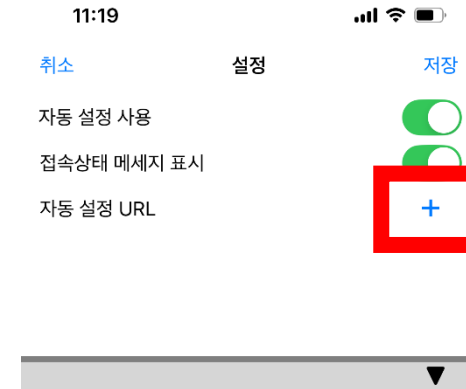 11:19
취소 설정 저장
자동 설정 사용
접속상태 메세지 표시
자동 설정 URL +